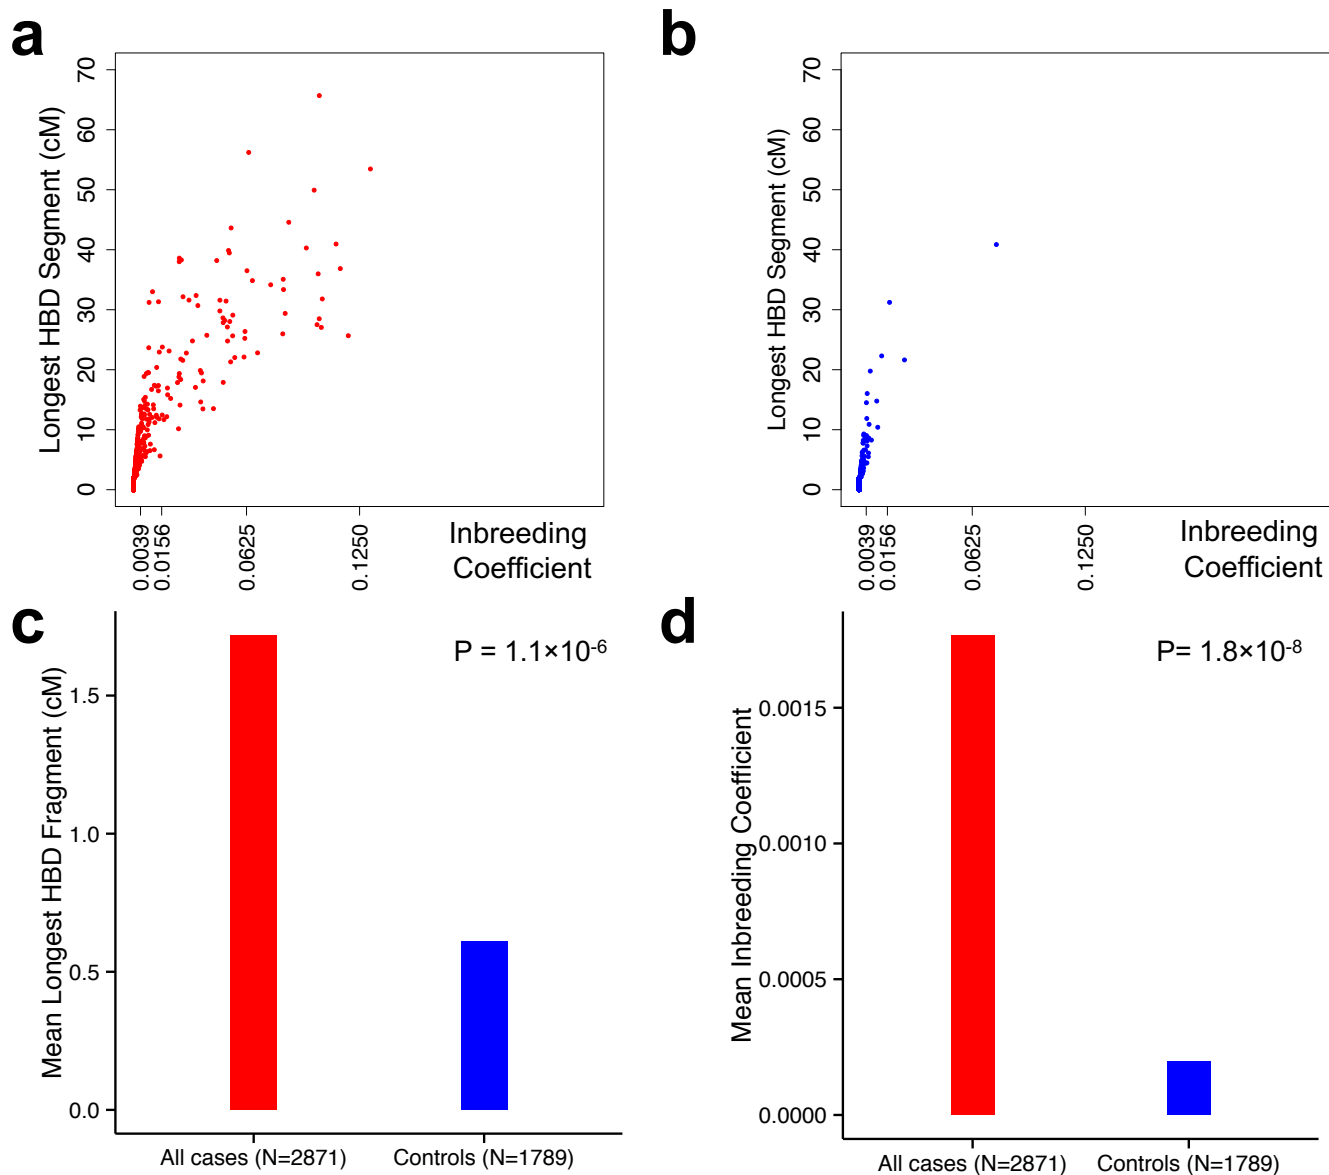 a
b
Longest HBD Segment (cM)
70
60
50
40
30
20
10
0
0.0039
0.0156
0.0625
0.1250
Inbreeding
Coefficient
Longest HBD Segment (cM)
70
60
50
40
30
20
10
0
0.0039
0.0156
0.0625
0.1250
Inbreeding
Coefficient
c
d
P = 1.1×10-6
Mean Longest HBD Fragment (cM)
1.5
1.0
0.5
0.0
All cases (N=2871)
Controls (N=1789)
P= 1.8×10-8
Mean Inbreeding Coefficient
0.0015
0.0010
0.0005
0.0000
All cases (N=2871)
Controls (N=1789)